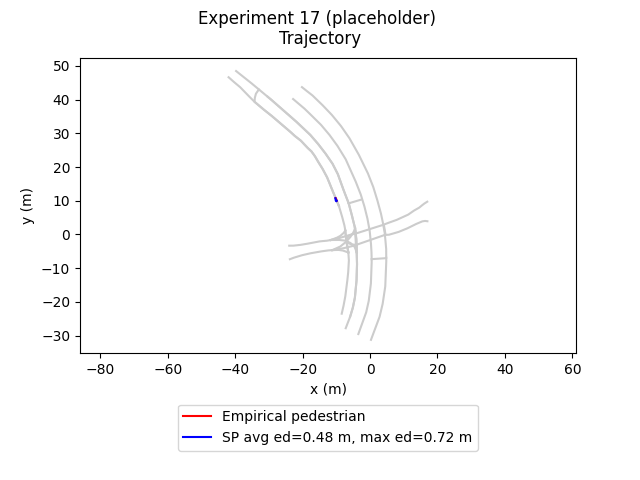 Experiment 17 (placeholder)
Trajectory
50
40
30
20
10
0
−10
−20
−30
y (m)
−80 −60 −40 −20 0 20 40 60
x (m)
Empirical pedestrian
SP avg ed=0.48 m, max ed=0.72 m